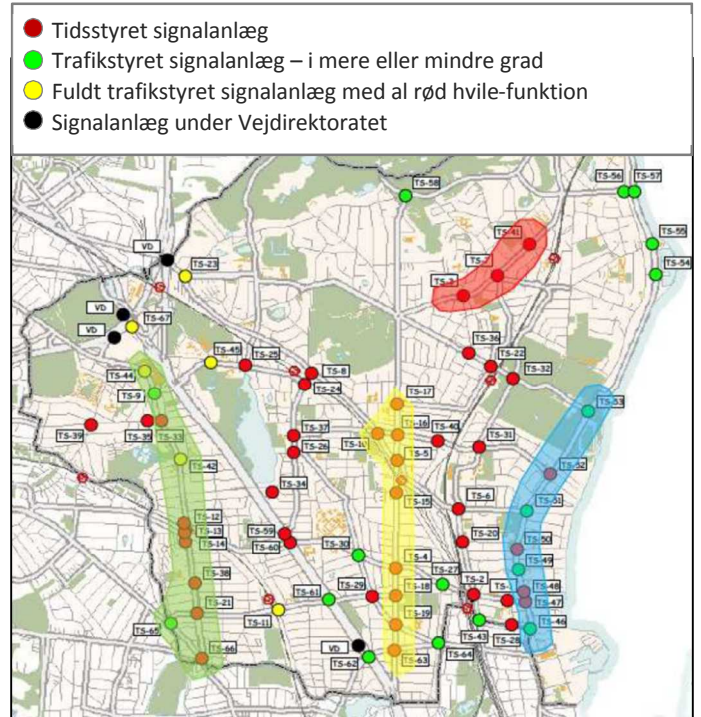 Tidsstyret signalanlæg
Trafikstyret signalanlæg – i mere eller mindre grad
Fuldt trafikstyret signalanlæg med al rød hvile-funktion
Signalanlæg under Vejdirektoratet
TS-58
TS-56
TS-57
TS-41
VD
TS-55
TS-23
TS-7
TS-54
TS-3
VD
TS-67
VD
TS-36
TS-45
TS-25
TS-22
TS-44
TS-8
TS-32
TS-24
TS-9
TS-17
TS-53
TS-39
TS-35
TS-33
TS-37
TS-16
TS-40
TS-26
TS-5
TS-31
TS-42
TS-52
TS-34
TS-15
TS-6
TS-51
TS-12
TS-13
TS-59
TS-14
TS-60
TS-30
TS-20
TS-50
TS-4
TS-49
TS-38
TS-27
TS-61
TS-29
TS-18
TS-2
TS-48
TS-21
TS-47
TS-11
TS-65
TS-19
TS-43
TS-28
TS-46
TS-66
VD
TS-62
TS-63
TS-64